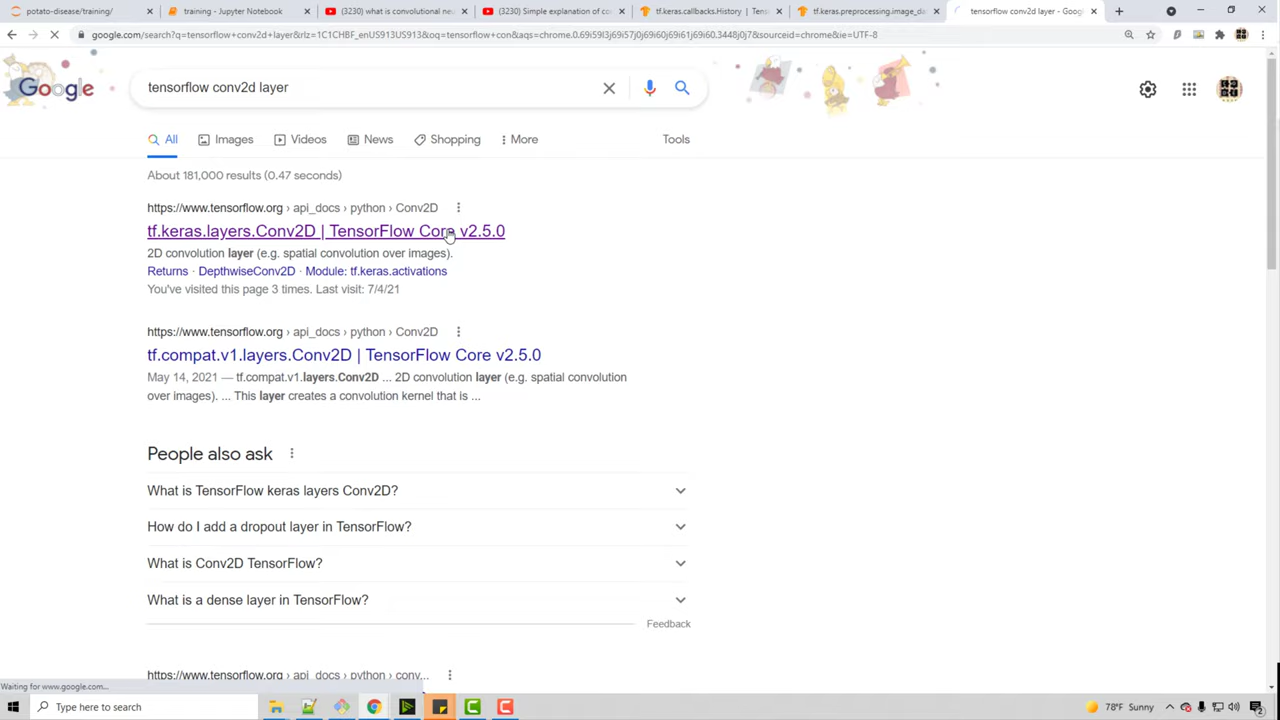 potato-disease/training/
training - Jupyter Notebook
(3230) what is convolutional ne
(3230) Simple explanation of co
tf.keras.callbacks.History | Ten
tf.keras.preprocessing.image_da
tensorflow conv2d layer - Goog
google.com/search?q=tensorflow+conv2d+layer&rlz=1C1CHBF_enUS913US913&oq=tensorflow+con&aqs=chrome.0.69i59l3j69i57j0j69i60j69i61j69i60.3448j0j7&sourceid=chrome&ie=UTF-8
Google
tensorflow conv2d layer
All
Images
Videos
News
Shopping
More
Tools
About 181,000 results (0.47 seconds)
https://www.tensorflow.org › api_docs › python › Conv2D
tf.keras.layers.Conv2D | TensorFlow Core v2.5.0
2D convolution layer (e.g. spatial convolution over images).
Returns · DepthwiseConv2D · Module: tf.keras.activations
You've visited this page 3 times. Last visit: 7/4/21
https://www.tensorflow.org › api_docs › python › Conv2D
tf.compat.v1.layers.Conv2D | TensorFlow Core v2.5.0
May 14, 2021 — tf.compat.v1.layers.Conv2D ... 2D convolution layer (e.g. spatial convolution
over images). ... This layer creates a convolution kernel that is ...
People also ask
What is TensorFlow keras layers Conv2D?
How do I add a dropout layer in TensorFlow?
What is Conv2D TensorFlow?
What is a dense layer in TensorFlow?
Feedback
https://www.tensorflow.org › api_docs › python › conv...
Waiting for www.google.com...
Type here to search
78°F Sunny
2